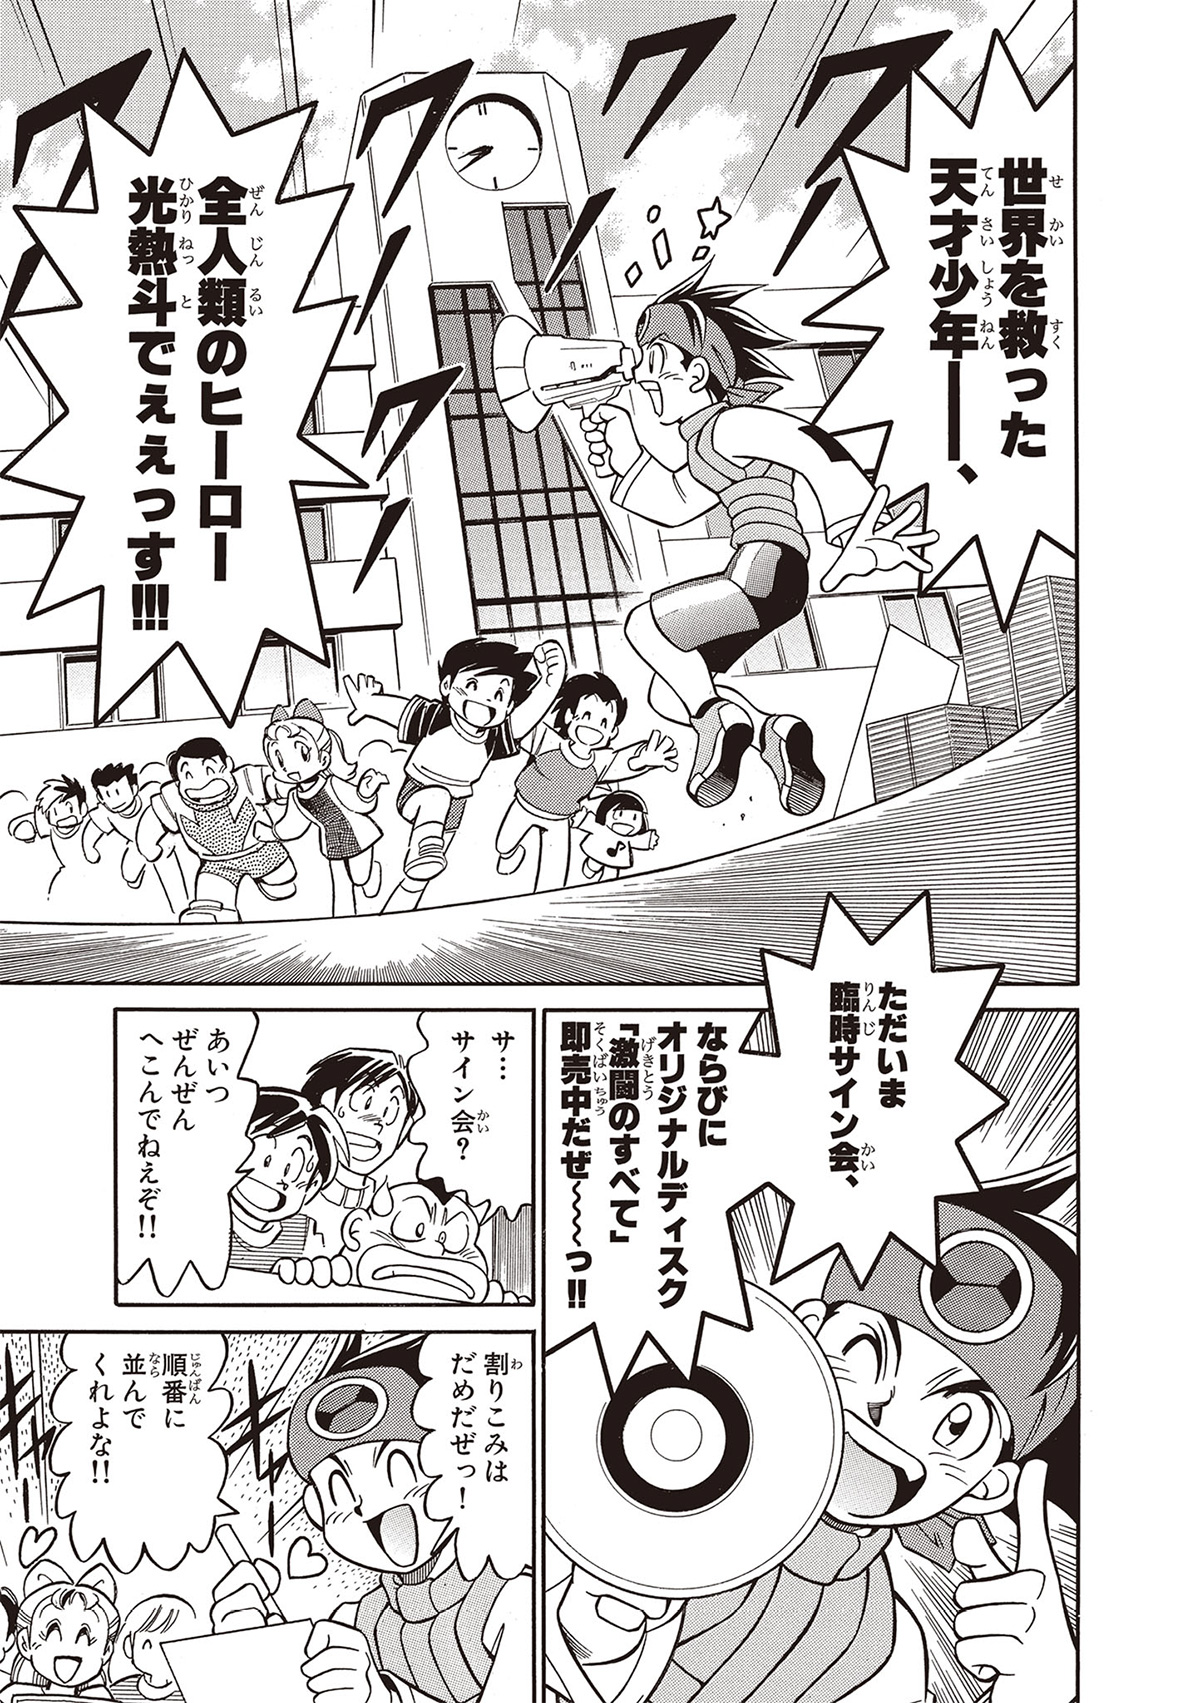 世界を救った
天才少年――、
全人類のヒーロー
光熱斗でぇぇっす!!!
ワァ
ただいま
臨時サイン会、
ならびに
オリジナルディスク
「激闘のすべて」
即売中だぜ〜〜〜っ!!
サ…
サイン会?
あいつ
ぜんぜん
へこんでねえぞ!!
割りこみは
だめだぜっ!
順番に
並んで
くれよな!!